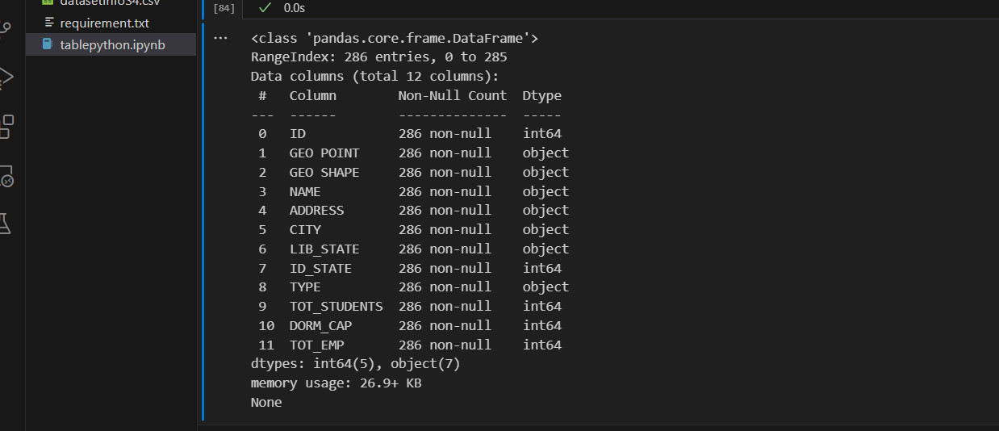 datasetinfo34.csv
requirement.txt
tablepython.ipynb
[84]
0.0s
...
<class 'pandas.core.frame.DataFrame'>
RangeIndex: 286 entries, 0 to 285
Data columns (total 12 columns):
 #   Column        Non-Null Count  Dtype
---  ------        --------------  -----
 0   ID            286 non-null    int64
 1   GEO POINT     286 non-null    object
 2   GEO SHAPE     286 non-null    object
 3   NAME          286 non-null    object
 4   ADDRESS       286 non-null    object
 5   CITY          286 non-null    object
 6   LIB_STATE     286 non-null    object
 7   ID_STATE      286 non-null    int64
 8   TYPE          286 non-null    object
 9   TOT_STUDENTS  286 non-null    int64
 10  DORM_CAP      286 non-null    int64
 11  TOT_EMP       286 non-null    int64
dtypes: int64(5), object(7)
memory usage: 26.9+ KB
None